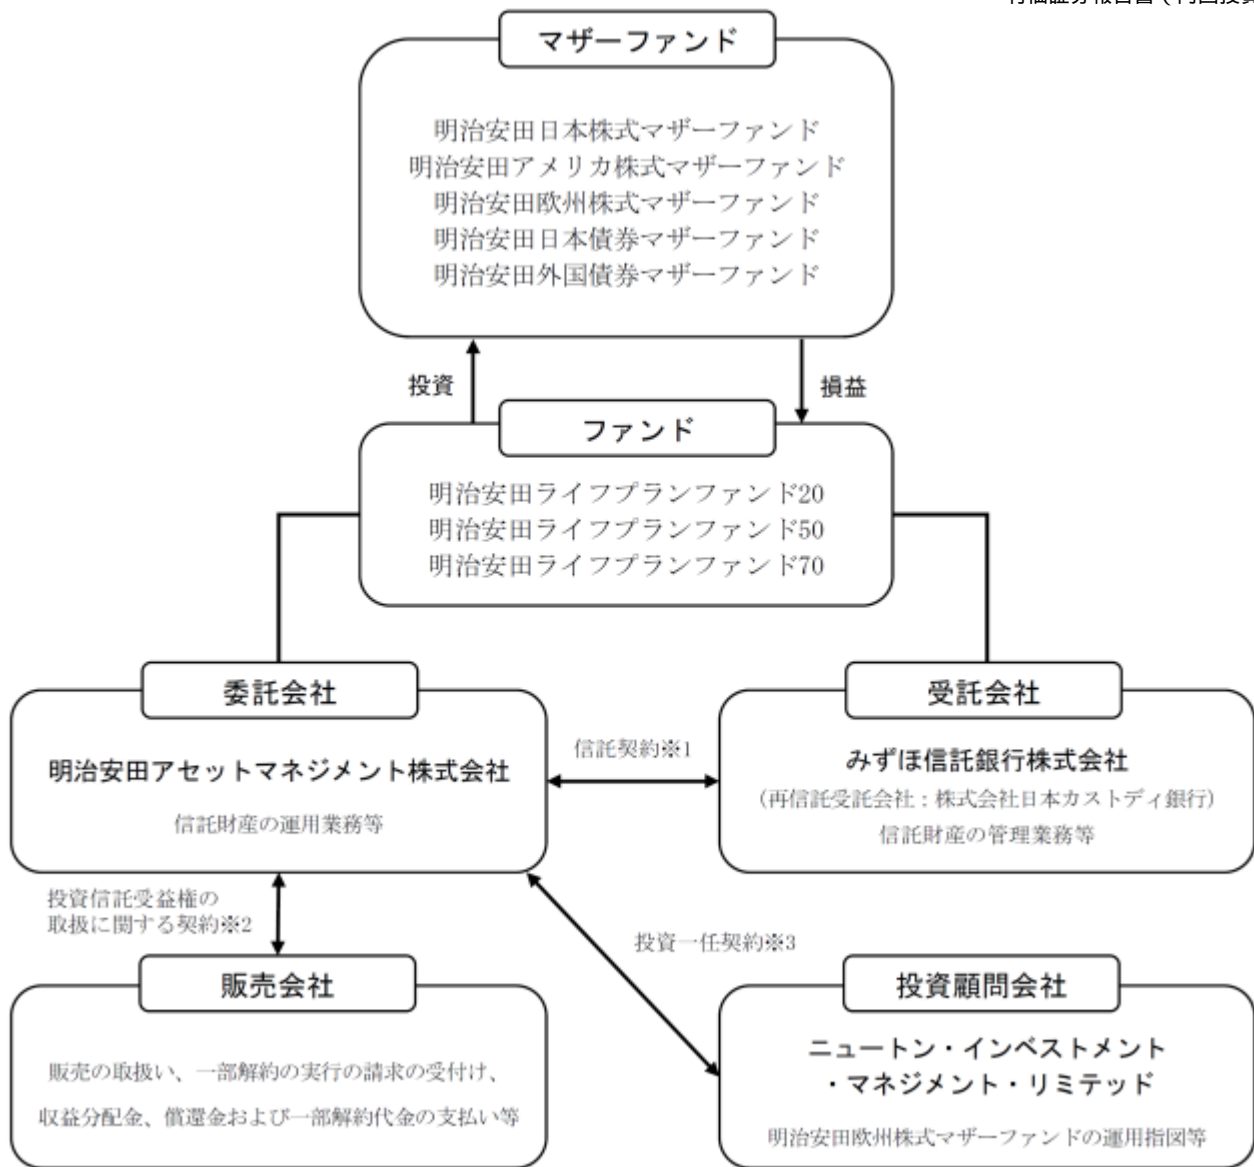 マザーファンド
明治安田日本株式マザーファンド
明治安田アメリカ株式マザーファンド
明治安田欧州株式マザーファンド
明治安田日本債券マザーファンド
明治安田外国債券マザーファンド
投資
損益
ファンド
明治安田ライフプランファンド20
明治安田ライフプランファンド50
明治安田ライフプランファンド70
委託会社
明治安田アセットマネジメント株式会社
信託財産の運用業務等
信託契約※1
受託会社
みずほ信託銀行株式会社
(再信託受託会社：株式会社日本カストディ銀行)
信託財産の管理業務等
投資信託受益権の
取扱に関する契約※2
投資一任契約※3
販売会社
販売の取扱い、一部解約の実行の請求の受付け、
収益分配金、償還金および一部解約代金の支払い等
投資顧問会社
ニュートン・インベストメント
・マネジメント・リミテッド
明治安田欧州株式マザーファンドの運用指図等